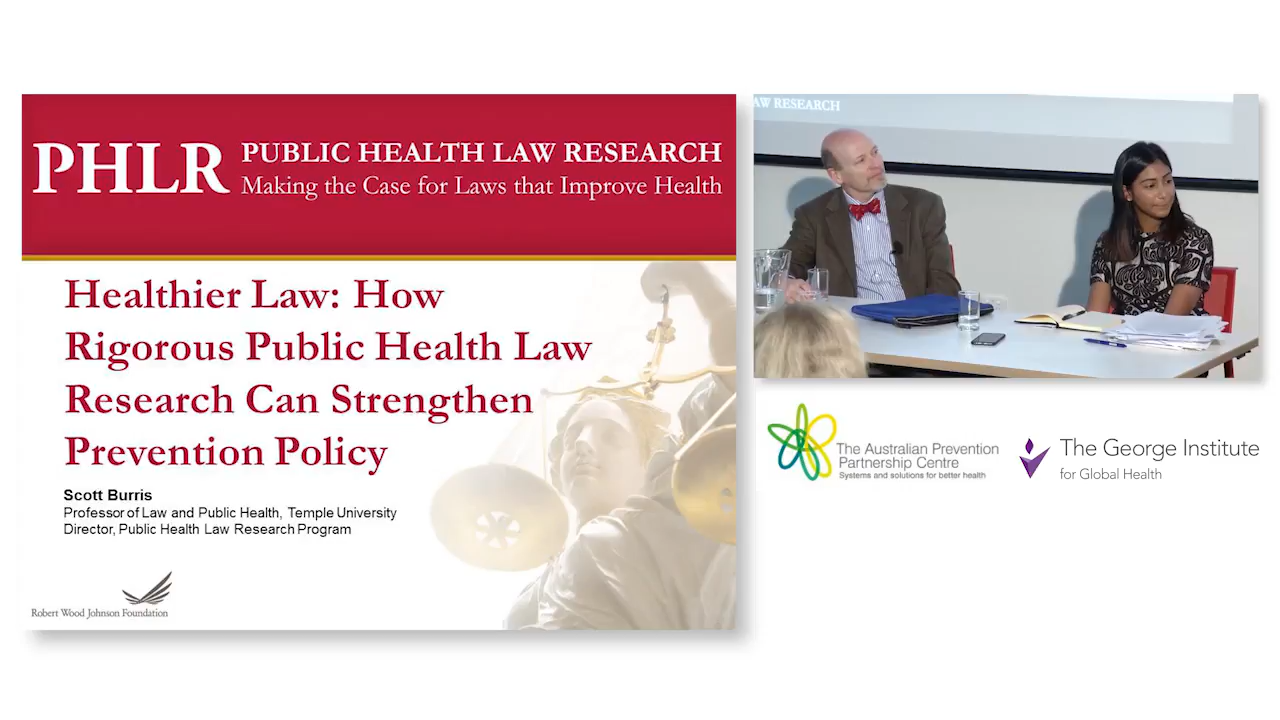 PHLR
PUBLIC HEALTH LAW RESEARCH
Making the Case for Laws that Improve Health
Healthier Law: How
Rigorous Public Health Law
Research Can Strengthen
Prevention Policy
Scott Burris
Professor of Law and Public Health, Temple University
Director, Public Health Law Research Program
Robert Wood Johnson Foundation
AW RESEARCH
The Australian Prevention
Partnership Centre
Systems and solutions for better health
The George Institute
for Global Health